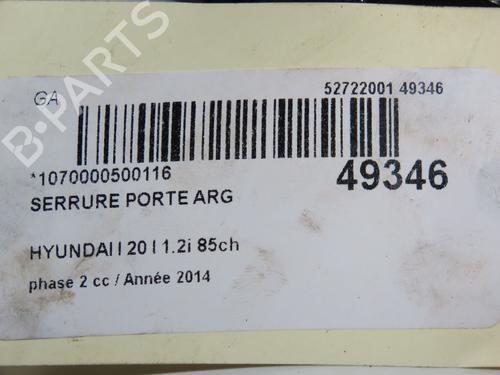 GA
52722001 49346
*1070000500116
49346
SERRURE PORTE ARG
HYUNDAI I 20 I 1.2i 85ch
phase 2 cc / Année 2014
B-PARTS